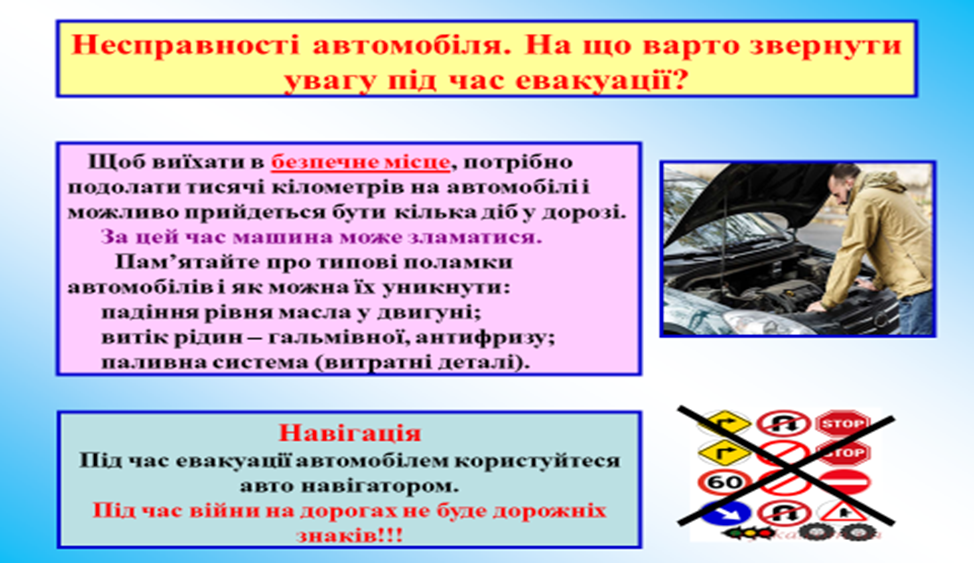 Несправності автомобіля. На що варто звернути
увагу під час евакуації?
Щоб виїхати в безпечне місце, потрібно
подолати тисячі кілометрів на автомобілі і
можливо прийдеться бути кілька діб у дорозі.
За цей час машина може зламатися.
Пам’ятайте про типові поламки
автомобілів і як можна їх уникнути:
падіння рівня масла у двигуні;
витік рідин – гальмівної, антифризу;
паливна система (витратні деталі).
Навігація
Під час евакуації автомобілем користуйтеся
авто навігатором.
Під час війни на дорогах не буде дорожніх
знаків!!!
STOP
STOP
60